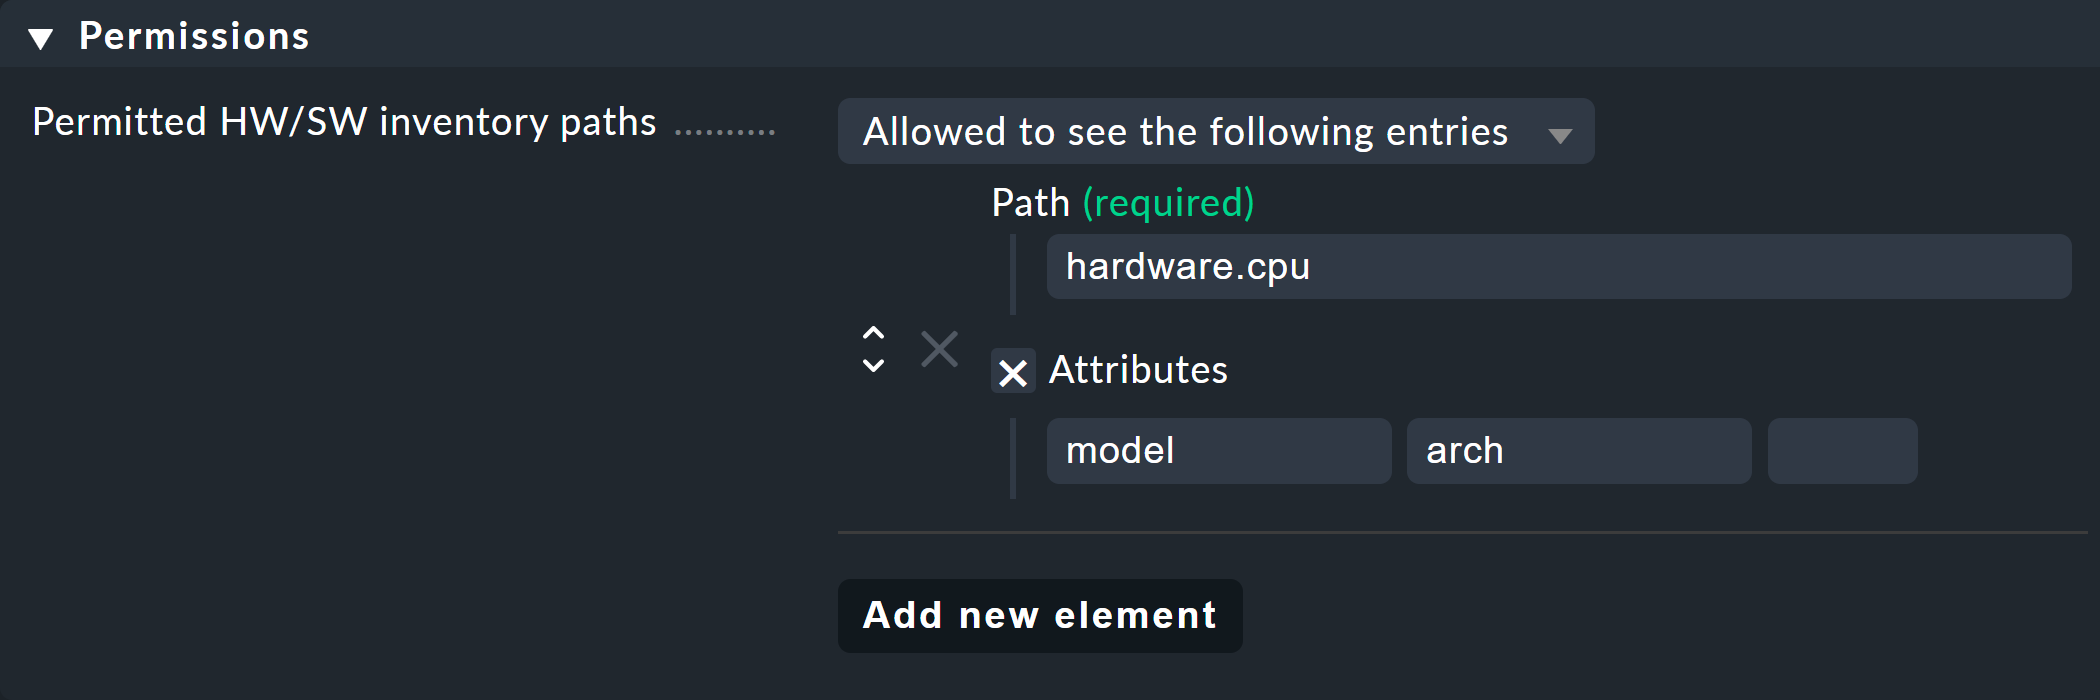 Permissions
Permitted HW/SW inventory paths ..........
Allowed to see the following entries
Path (required)
hardware.cpu
Attributes
model arch
Add new element